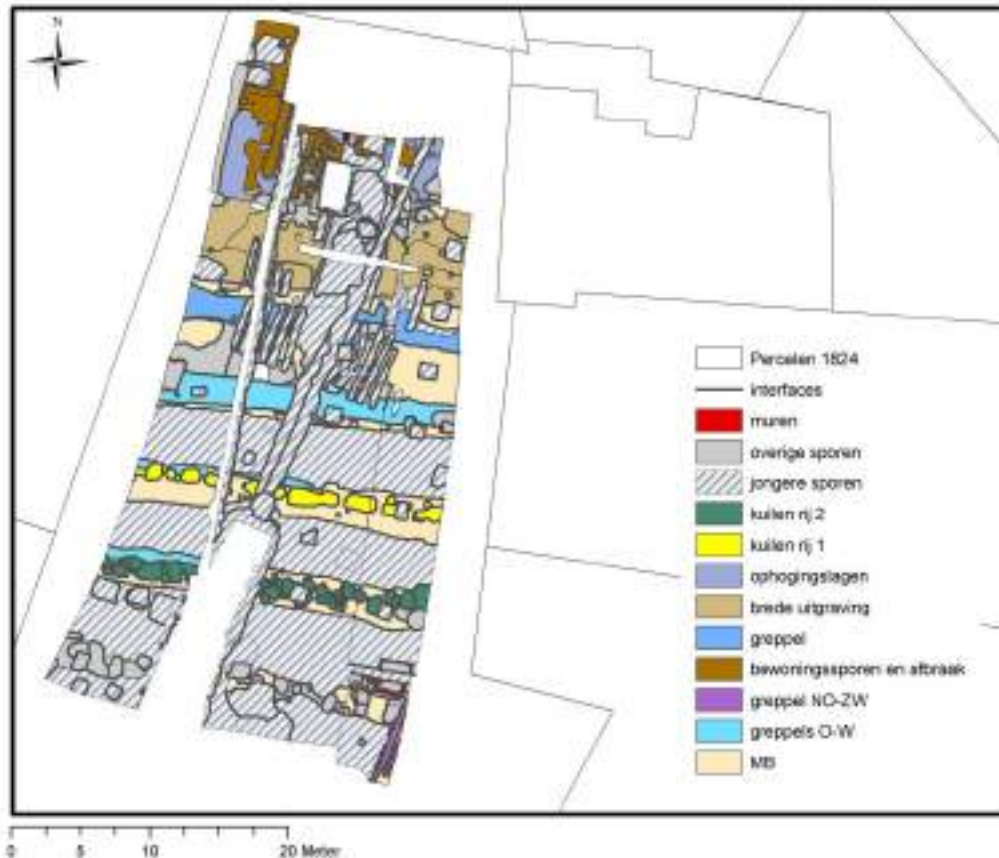 N
Percelen 1824
interfaces
muren
overige sporen
jongere sporen
kuilen rij 2
kuilen rij 1
ophogingslagen
brede uitgraving
greppel
bewoningssporen en afbraak
greppel NO-ZW
greppels O-W
MB
0 5 10 20 Meter